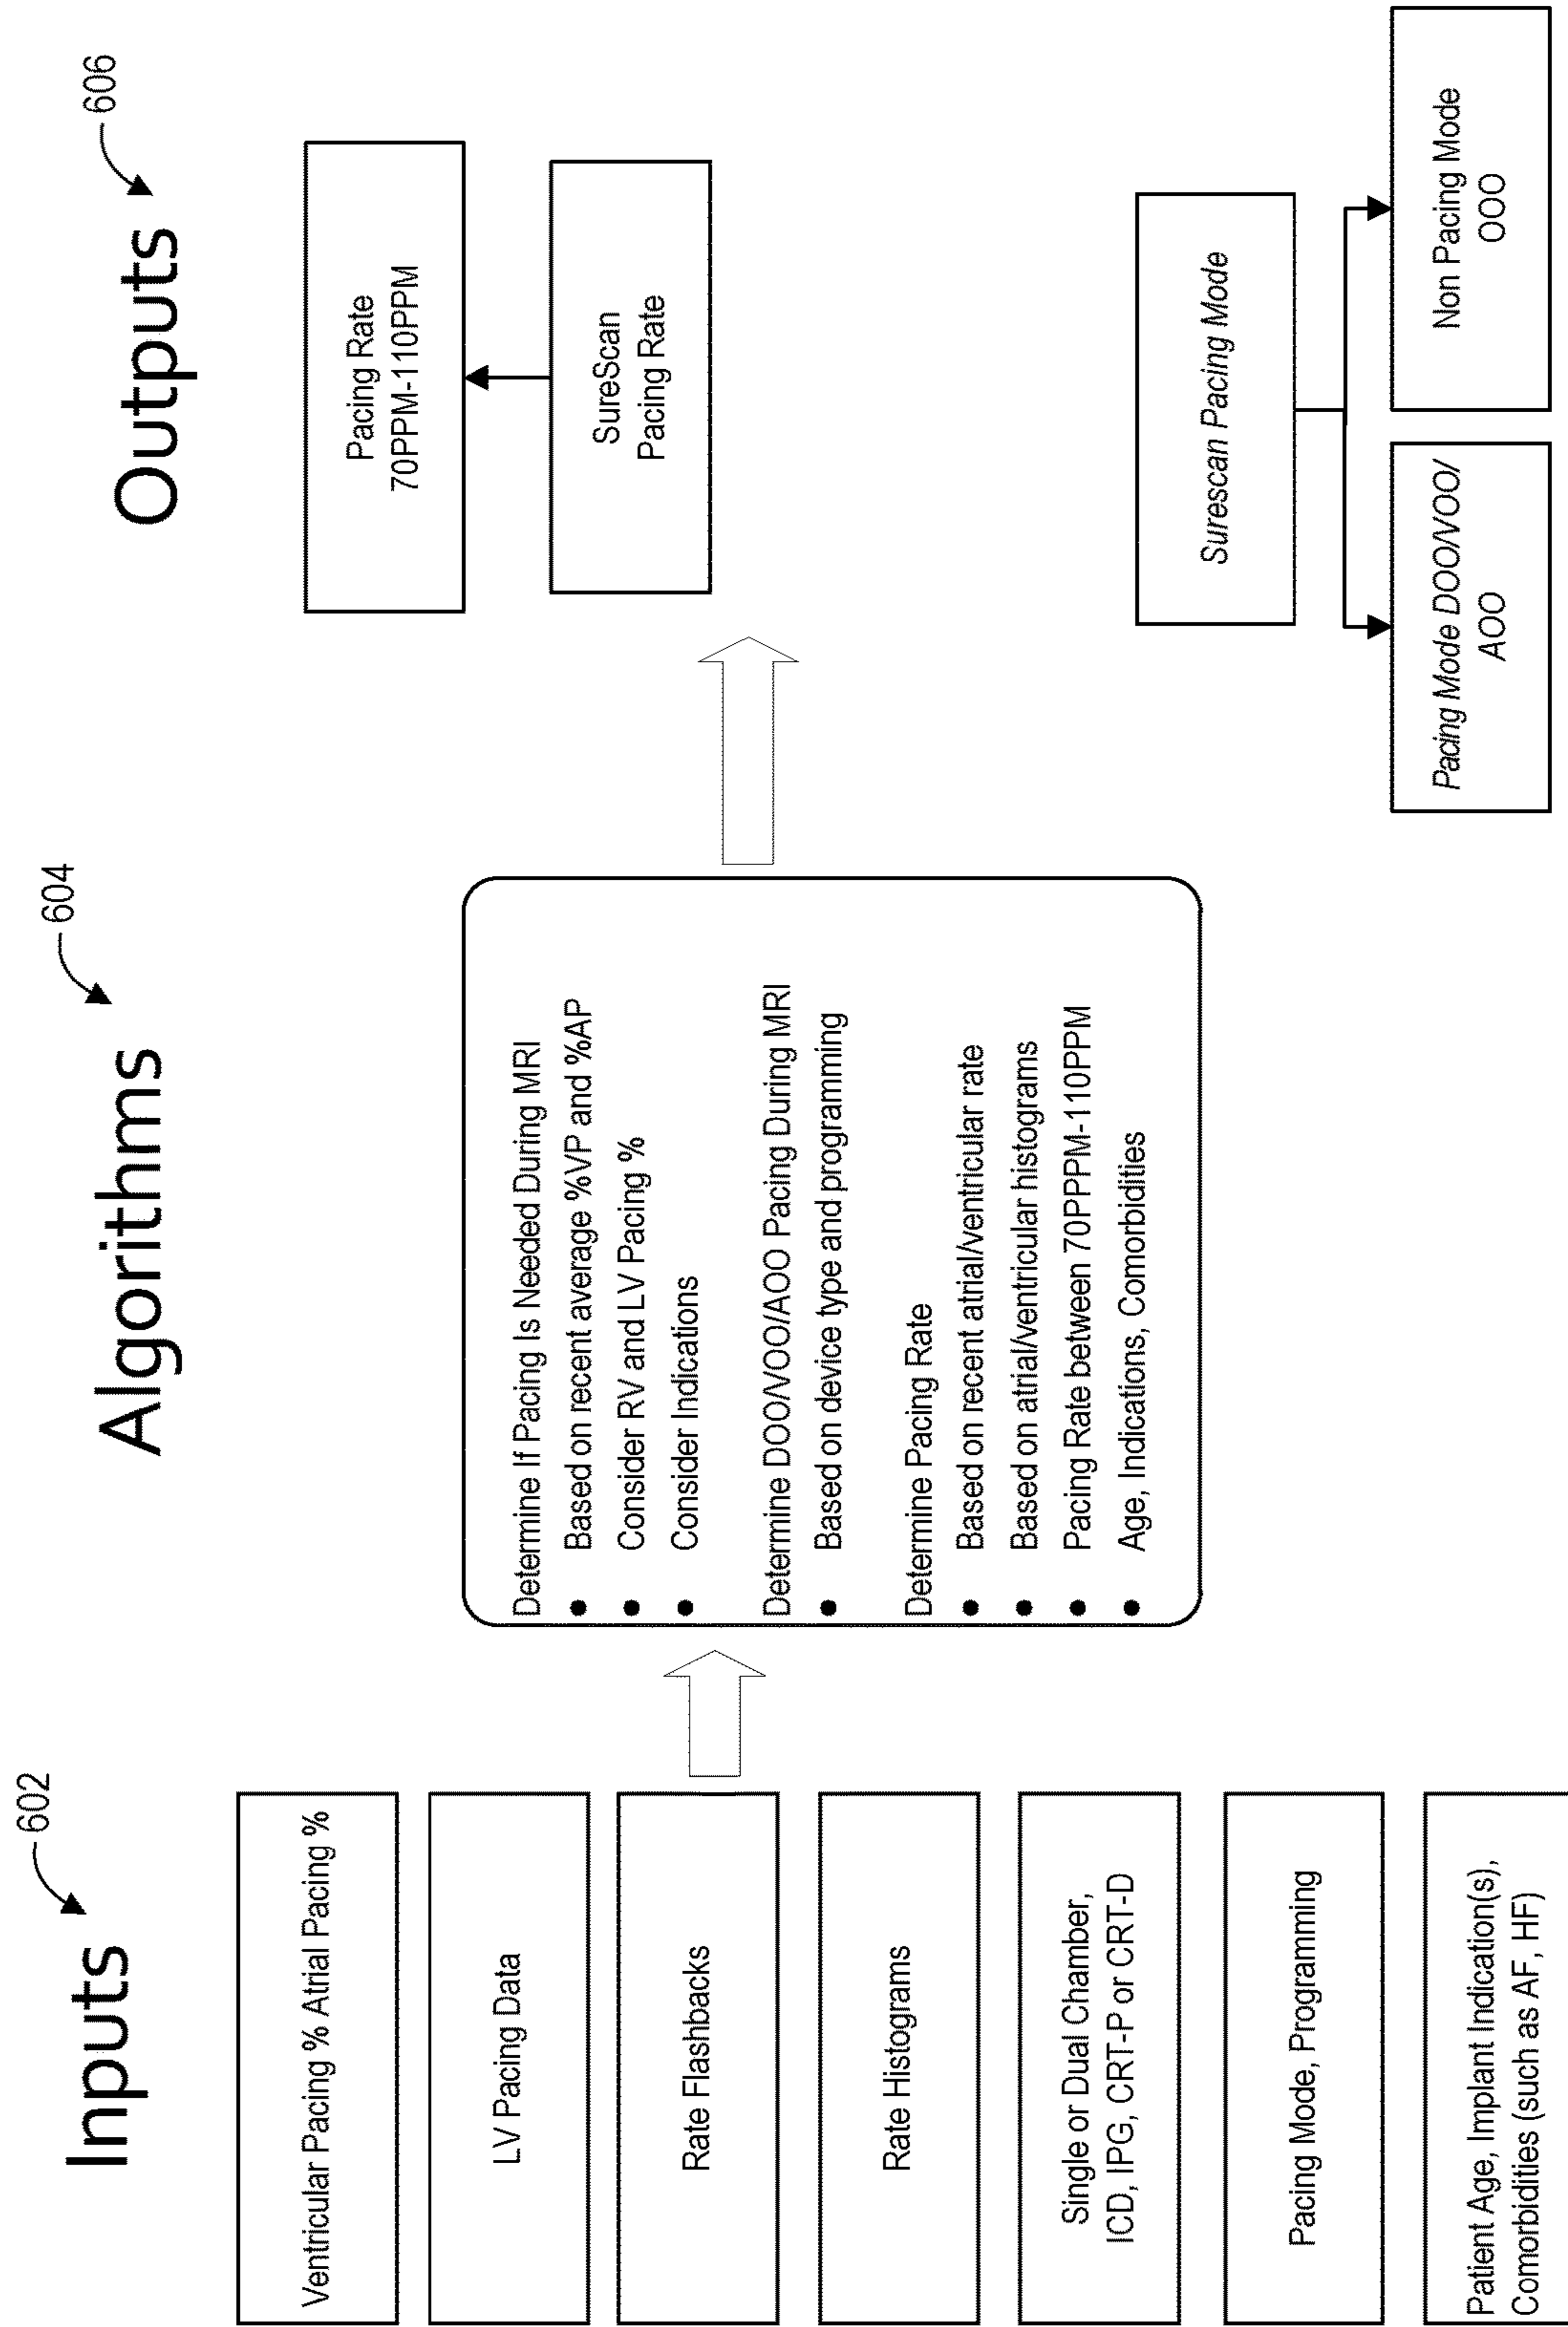 Inputs
602
Ventricular Pacing % Atrial Pacing %
LV Pacing Data
Rate Flashbacks
Rate Histograms
Single or Dual Chamber,
ICD, IPG, CRT-P or CRT-D
Pacing Mode, Programming
Patient Age, Implant Indication(s),
Comorbidities (such as AF, HF)
Algorithms
604
Determine If Pacing Is Needed During MRI
● Based on recent average %VP and %AP
● Consider RV and LV Pacing %
● Consider Indications
Determine DOO/VOO/AOO Pacing During MRI
● Based on device type and programming
Determine Pacing Rate
● Based on recent atrial/ventricular rate
● Based on atrial/ventricular histograms
● Pacing Rate between 70PPPM-110PPM
● Age, Indications, Comorbidities
Outputs
606
Pacing Rate
70PPM-110PPM
SureScan
Pacing Rate
Surescan Pacing Mode
Pacing Mode DOO/VOO/
AOO
Non Pacing Mode
OOO